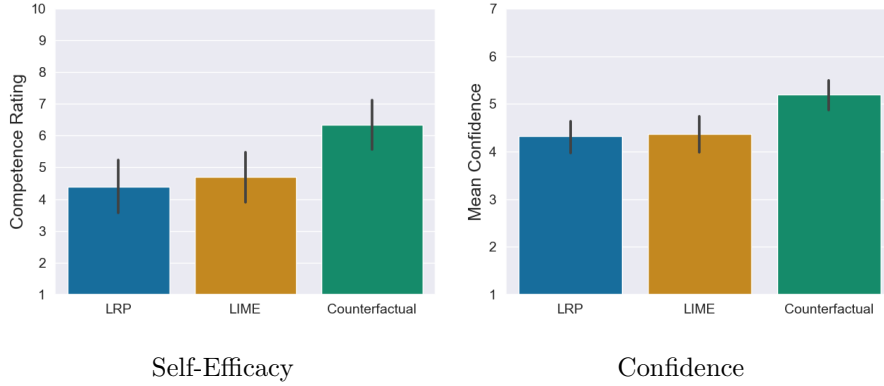 Competence Rating
10
9
8
7
6
5
4
3
2
1
LRP LIME Counterfactual
Self-Efficacy
Mean Confidence
7
6
5
4
3
2
1
LRP LIME Counterfactual
Confidence